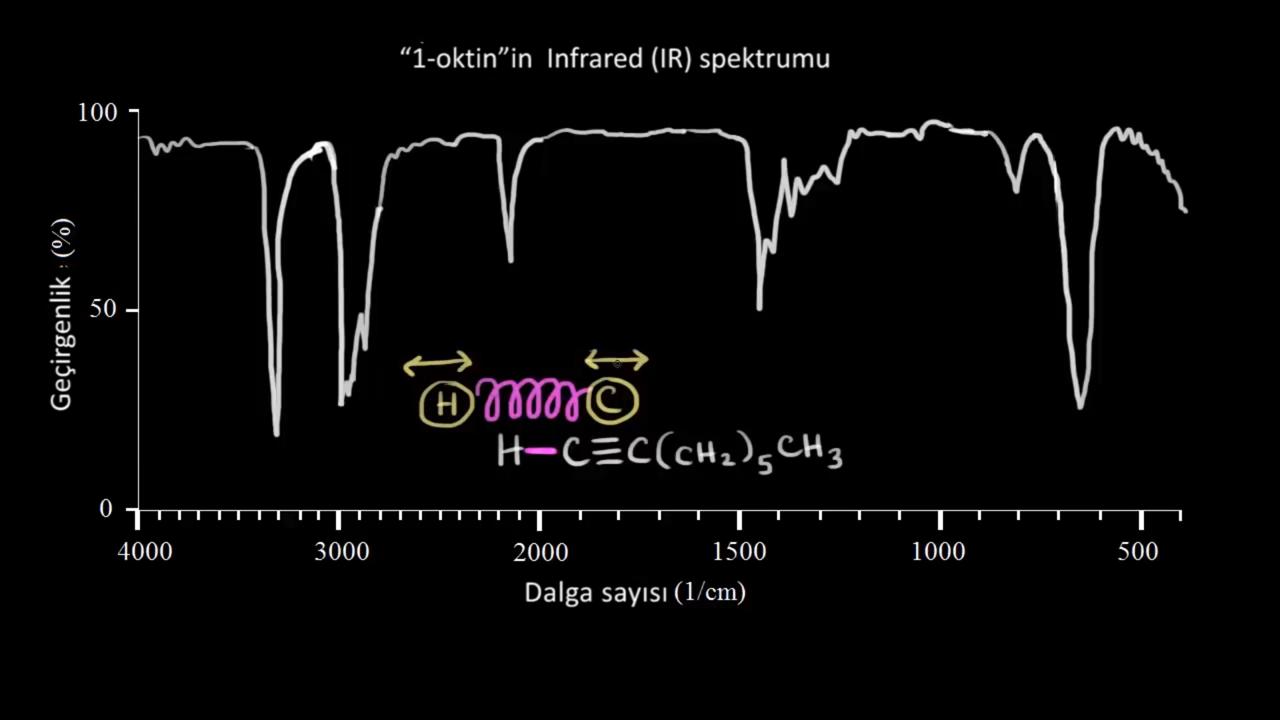 “1-oktin”in Infrared (IR) spektrumu
100
Geçirgenlik : (%)
50
H C
H-C≡C(CH₂)₅CH₃
0
4000 3000 2000 1500 1000 500
Dalga sayısı (1/cm)